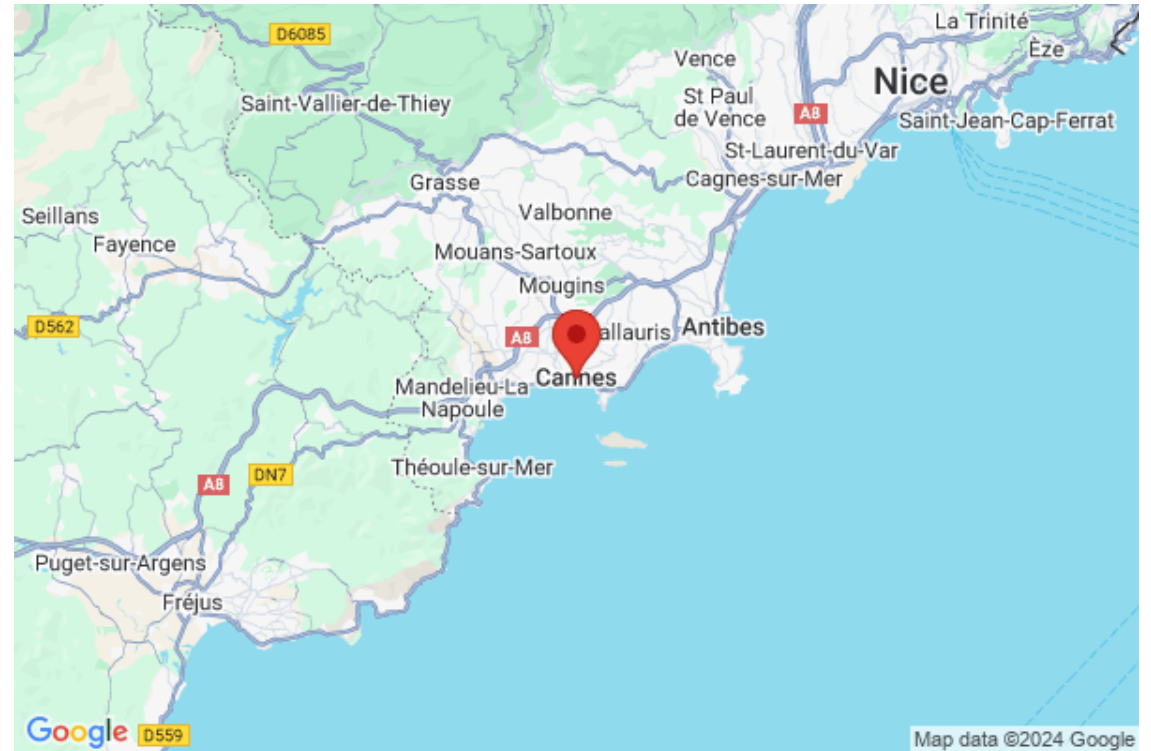 D6085
La Trinité
Èze
Vence
Nice
St Paul
de Vence
A8
Saint-Vallier-de-Thiey
Saint-Jean-Cap-Ferrat
St-Laurent-du-Var
Grasse
Cagnes-sur-Mer
Seillans
Valbonne
Fayence
Mouans-Sartoux
Mougins
D562
A8
allauris
Antibes
Mandelieu-La
Napoule
Cannes
Théoule-sur-Mer
A8
DN7
Puget-sur-Argens
Fréjus
Google
D559
Map data ©2024 Google